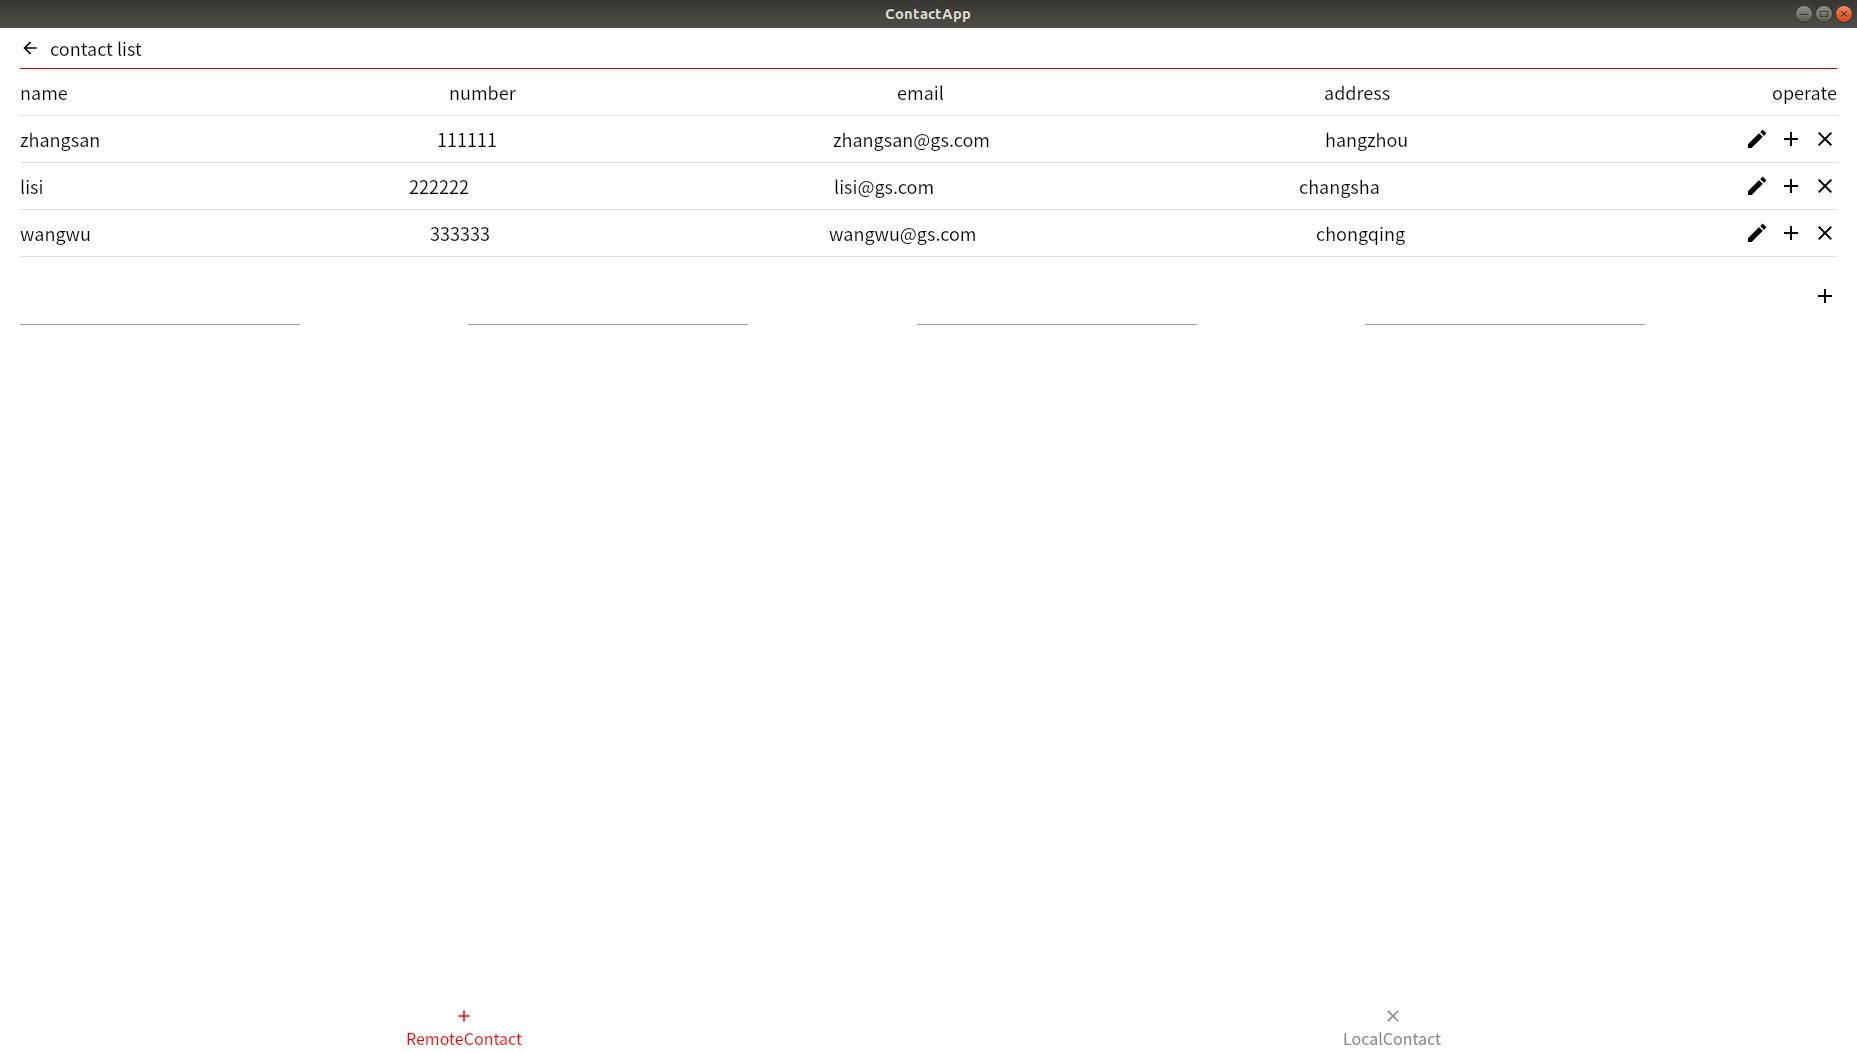 ContactApp
contact list
name number email address operate
zhangsan 111111 zhangsan@gs.com hangzhou
lisi 222222 lisi@gs.com changsha
wangwu 333333 wangwu@gs.com chongqing
RemoteContact LocalContact